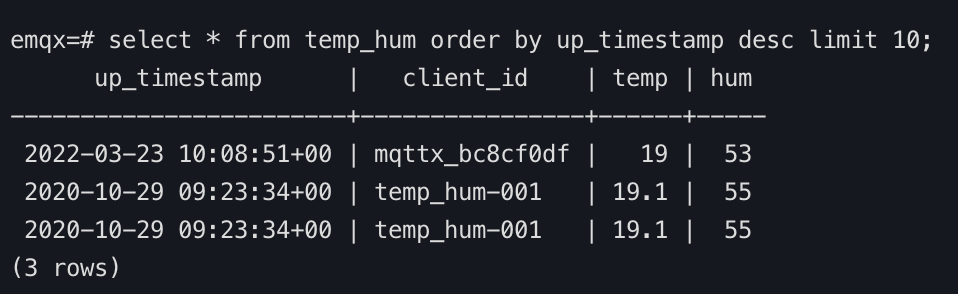 emqx=# select * from temp_hum order by up_timestamp desc limit 10;
      up_timestamp      |   client_id    | temp | hum
------------------------+----------------+------+-----
 2022-03-23 10:08:51+00 | mqttx_bc8cf0df |   19 |  53
 2020-10-29 09:23:34+00 | temp_hum-001   | 19.1 |  55
 2020-10-29 09:23:34+00 | temp_hum-001   | 19.1 |  55
(3 rows)